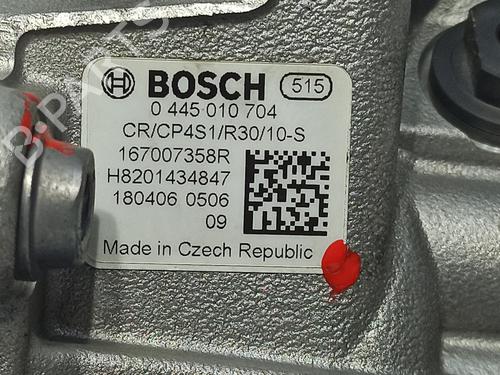 BOSCH 515
0 445 010 704
CR/CP4S1/R30/10-S
167007358R
H8201434847
180406 0506
09
Made in Czech Republic
B-PARTS